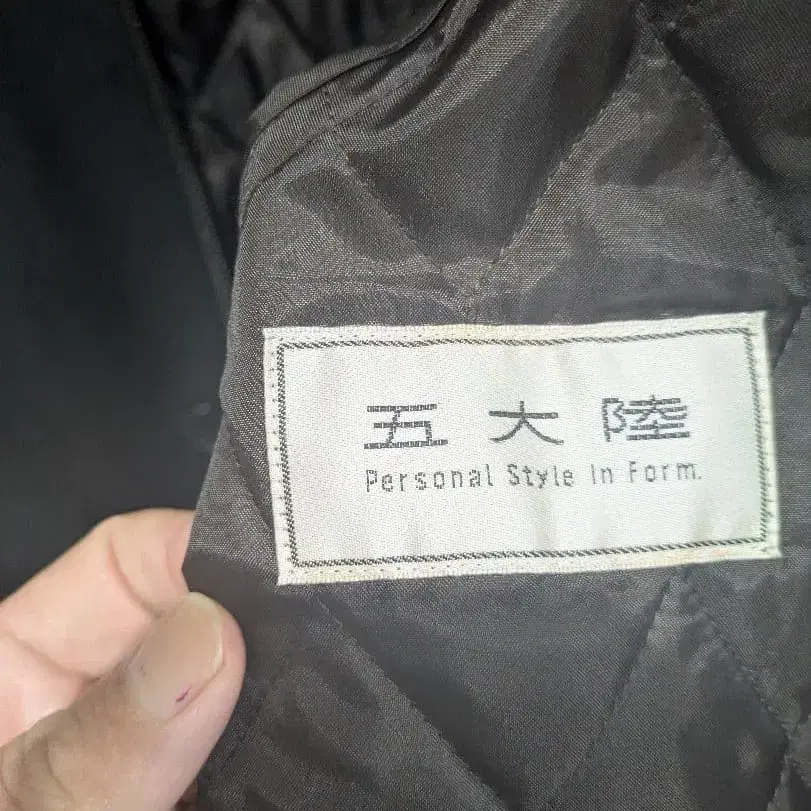 五大陸
Personal Style In Form.